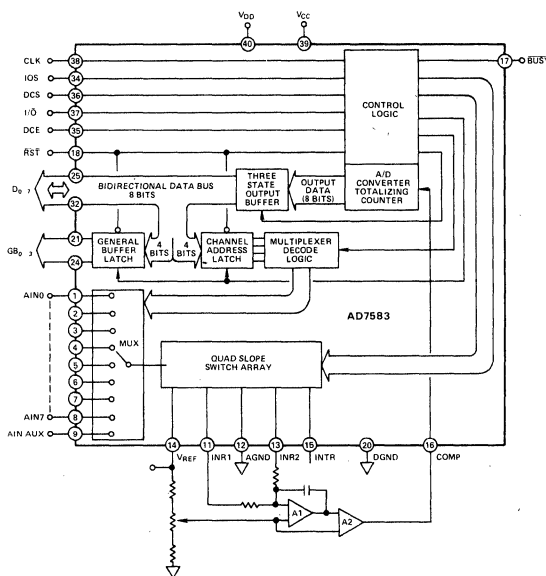 VDD
VCC
40
39
CLK
38
17
BUSY
IOS
34
DCS
36
I/O
37
DCE
35
RST
18
CONTROL
LOGIC
25
D0 7
32
BIDIRECTIONAL DATA BUS
8 BITS
THREE
STATE
OUTPUT
BUFFER
OUTPUT
DATA
(8 BITS)
A/D
CONVERTER
TOTALIZING
COUNTER
21
GB0 3
24
GENERAL
BUFFER
LATCH
4
BITS
4
BITS
CHANNEL
ADDRESS
LATCH
MULTIPLEXER
DECODE
LOGIC
AIN0
1
2
3
4
5
6
7
AIN7
8
AIN AUX
9
MUX
AD7583
QUAD SLOPE
SWITCH ARRAY
14
VREF
11
INR1
12
AGND
13
INR2
15
INTR
20
DGND
16
COMP
A1
A2